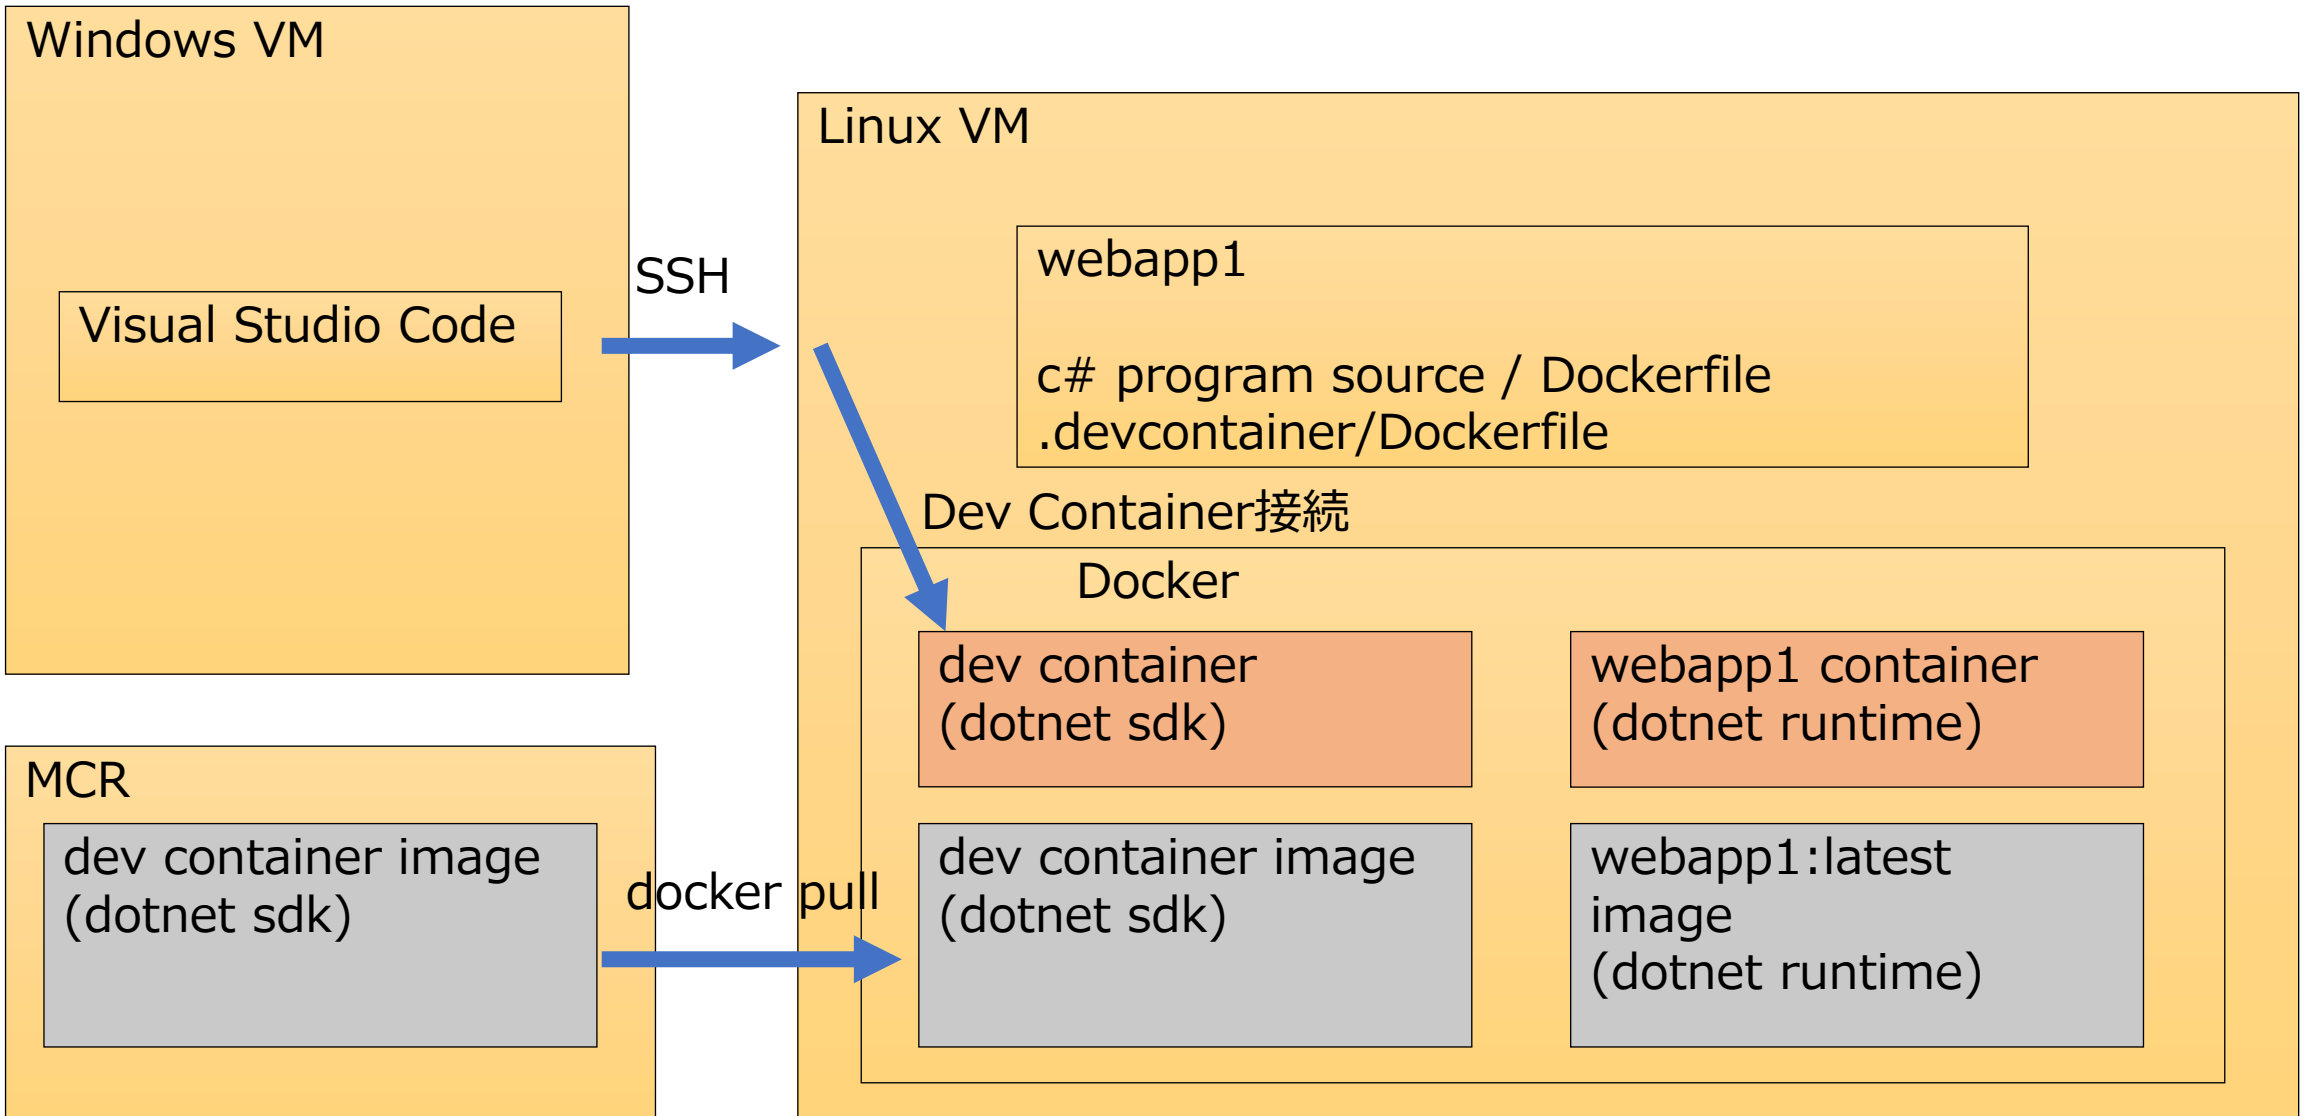 Windows VM
Visual Studio Code
SSH
Linux VM
webapp1
c# program source / Dockerfile
.devcontainer/Dockerfile
Dev Container接続
Docker
dev container
(dotnet sdk)
webapp1 container
(dotnet runtime)
MCR
dev container image
(dotnet sdk)
docker pull
dev container image
(dotnet sdk)
webapp1:latest
image
(dotnet runtime)